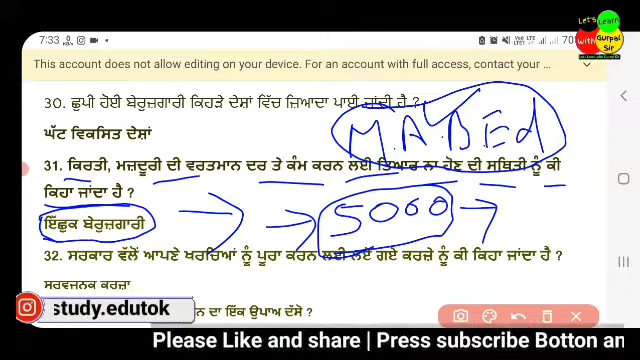 7:33
70
Let's
Learn
with
Gurpal
Sir
This account does not allow editing on your device. For an account with full access, contact your ...
30. ਛੁਪੀ ਹੋਈ ਬੇਰੁਜ਼ਗਾਰੀ ਕਿਹੜੇ ਦੇਸ਼ਾਂ ਵਿੱਚ ਜ਼ਿਆਦਾ ਪਾਈ ਜਾਂਦੀ ਹੈ ?
ਘੱਟ ਵਿਕਸਿਤ ਦੇਸ਼ਾਂ
M.A.B.Ed
31. ਕਿਰਤੀ, ਮਜ਼ਦੂਰੀ ਦੀ ਵਰਤਮਾਨ ਦਰ ਤੇ ਕੰਮ ਕਰਨ ਲਈ ਤਿਆਰ ਨਾ ਹੋਣ ਦੀ ਸਥਿਤੀ ਨੂੰ ਕੀ
ਕਿਹਾ ਜਾਂਦਾ ਹੈ ?
ਇੱਛੁਕ ਬੇਰੁਜ਼ਗਾਰੀ
5000
32. ਸਰਕਾਰ ਵੱਲੋਂ ਆਪਣੇ ਖਰਚਿਆਂ ਨੂੰ ਪੂਰਾ ਕਰਨ ਲਈ ਲਏ ਗਏ ਕਰਜ਼ੇ ਨੂੰ ਕੀ ਕਿਹਾ ਜਾਂਦਾ ਹੈ ?
ਸਰਵਜਨਕ ਕਰਜ਼ਾ
study.edutok
ਨ ਦਾ ਇੱਕ ਉਪਾਅ ਦੱਸੋ ?
Please Like and share | Press subscribe Botton an